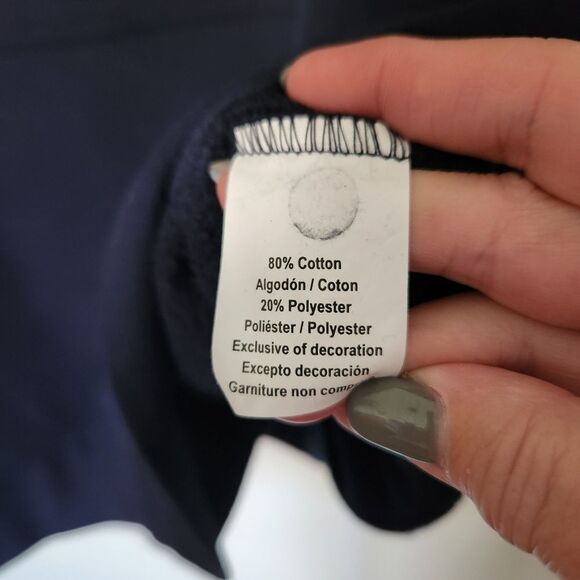 80% Cotton
Algodón / Coton
20% Polyester
Poliéster / Polyester
Exclusive of decoration
Excepto decoración
Garniture non